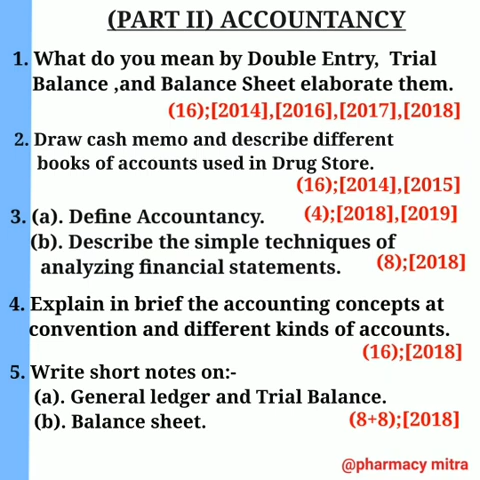 (PART II) ACCOUNTANCY
1. What do you mean by Double Entry, Trial
Balance ,and Balance Sheet elaborate them.
(16);[2014],[2016],[2017],[2018]
2. Draw cash memo and describe different
books of accounts used in Drug Store.
(16);[2014],[2015]
3. (a). Define Accountancy. (4);[2018],[2019]
(b). Describe the simple techniques of
analyzing financial statements. (8);[2018]
4. Explain in brief the accounting concepts at
convention and different kinds of accounts.
(16);[2018]
5. Write short notes on:-
(a). General ledger and Trial Balance.
(b). Balance sheet. (8+8);[2018]
@pharmacy mitra